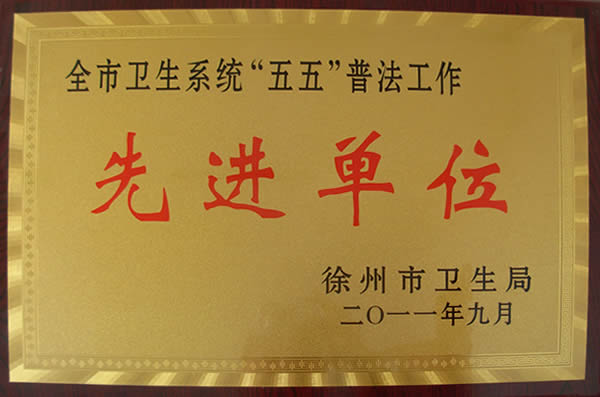 全市卫生系统“五五”普法工作
先进单位
徐州市卫生局
二〇一一年九月